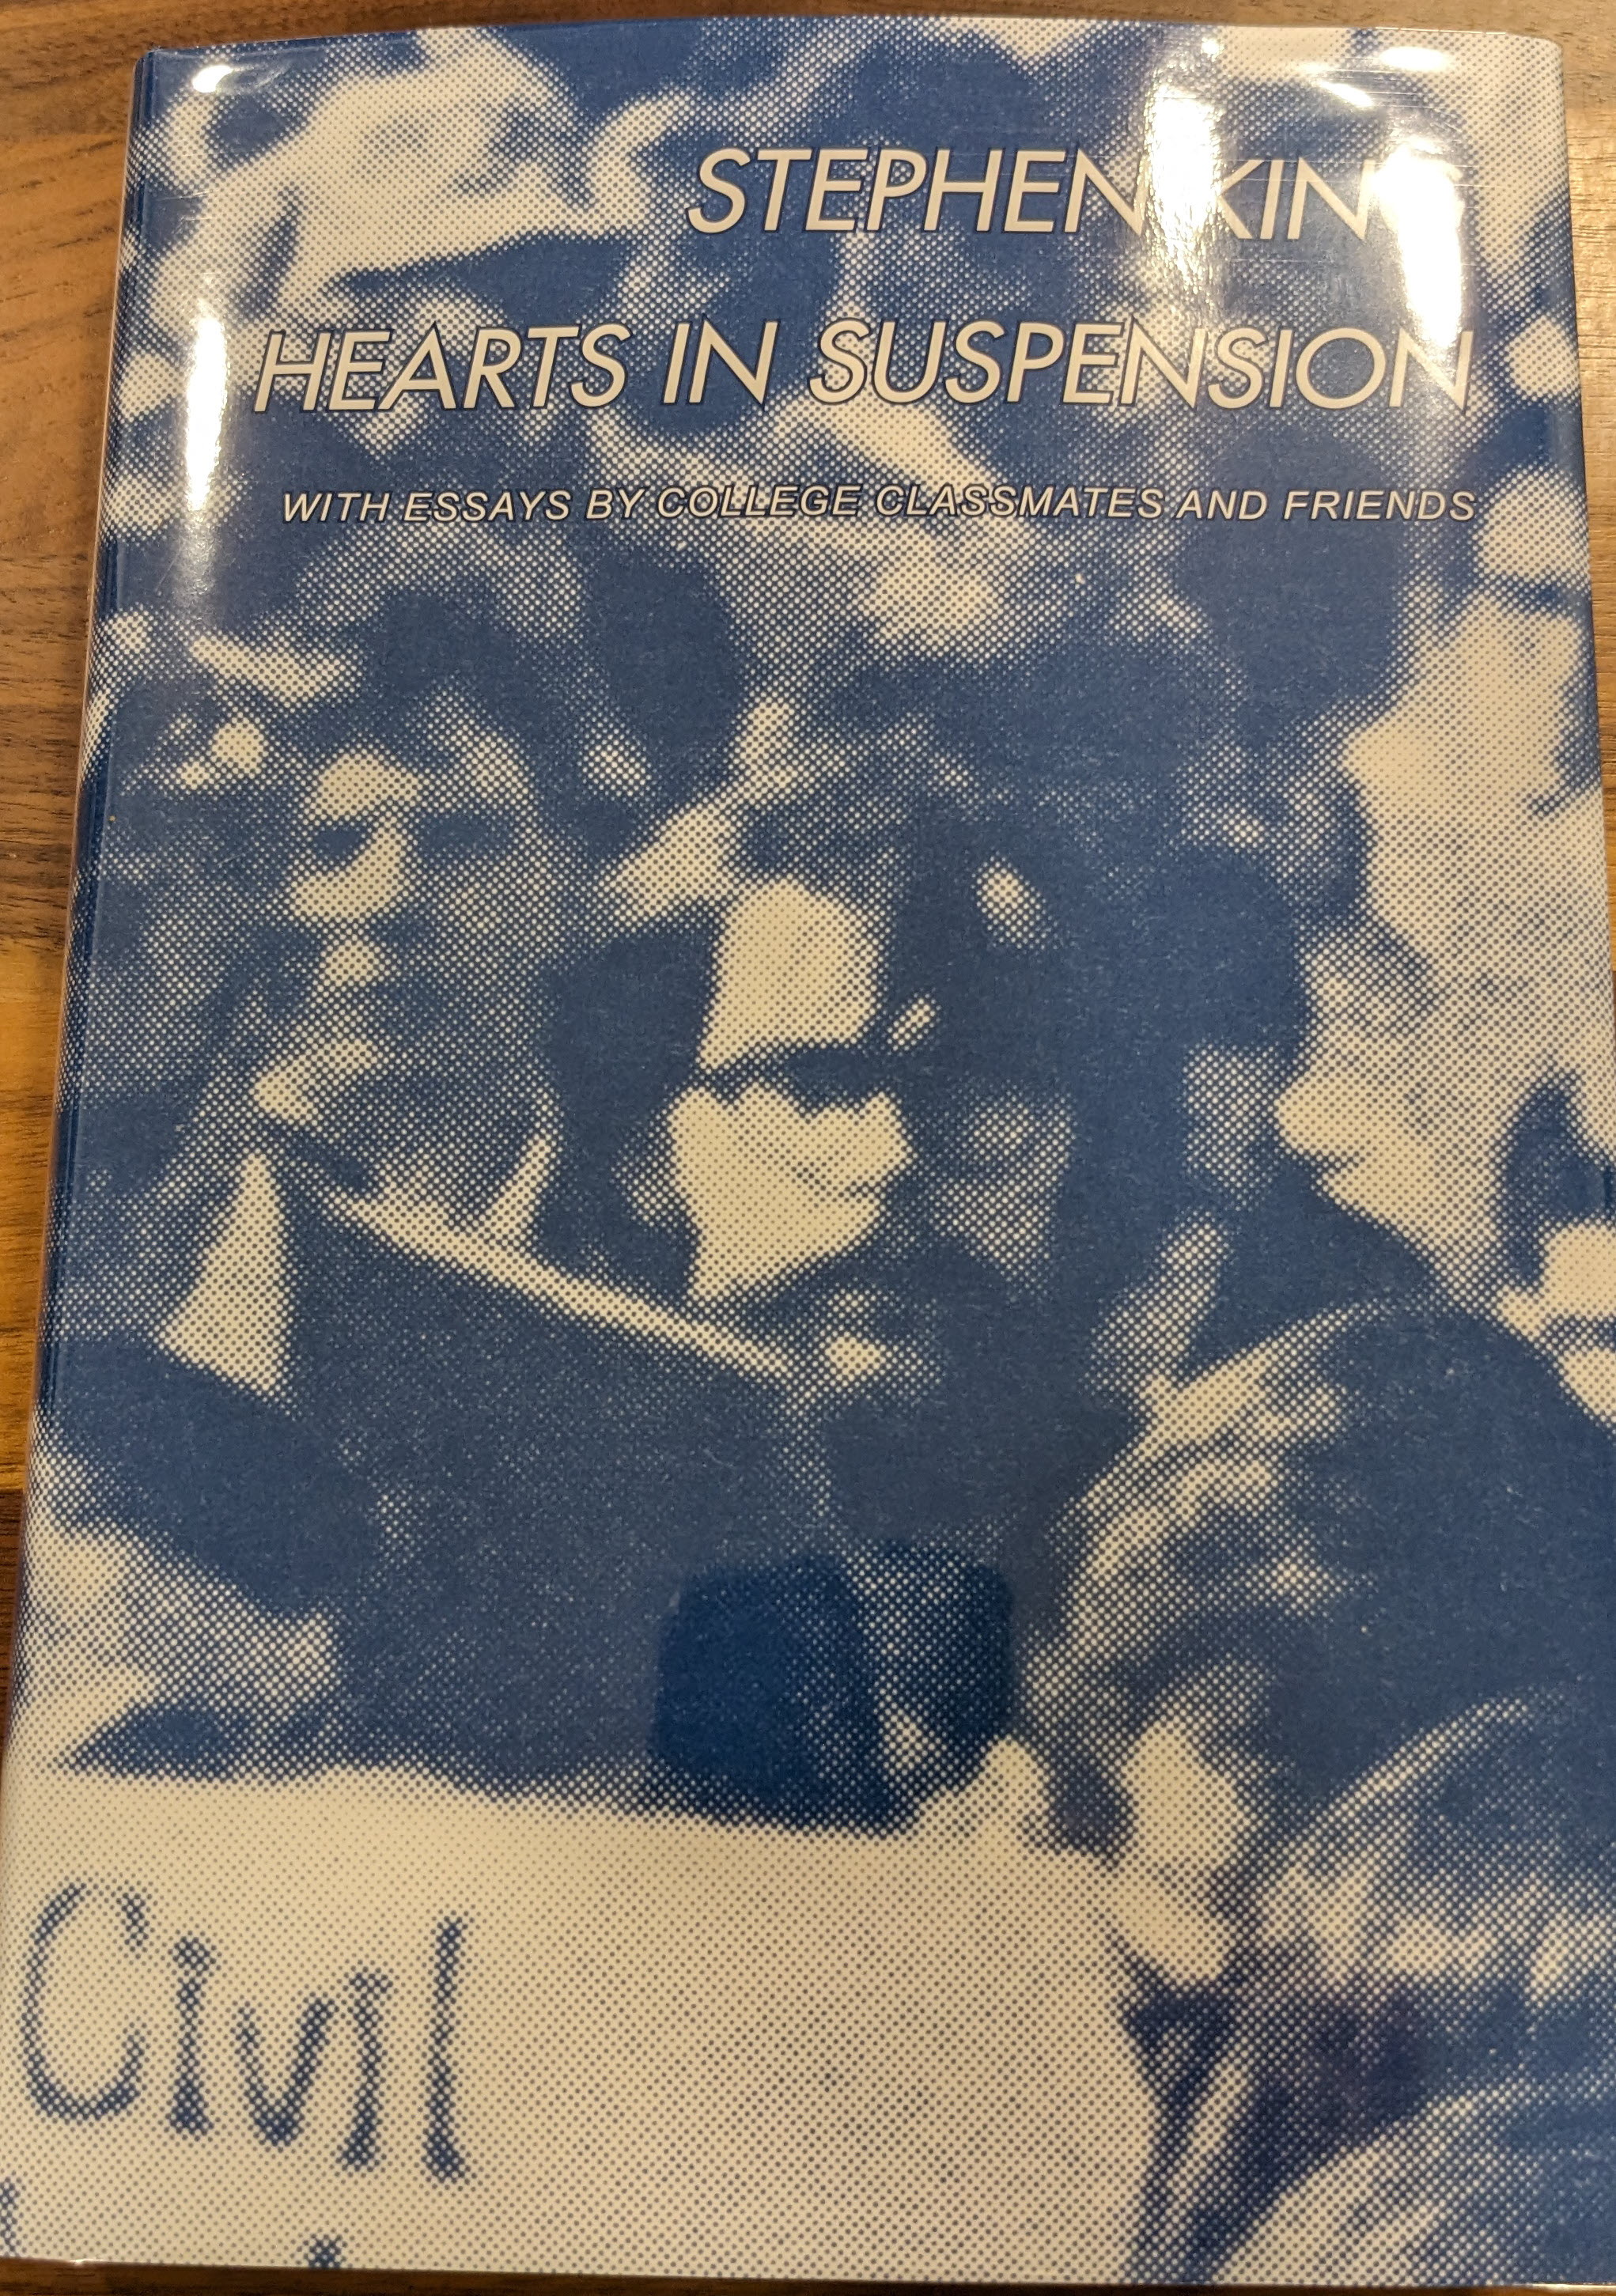 STEPHEN KING
HEARTS IN SUSPENSION
WITH ESSAYS BY COLLEGE CLASSMATES AND FRIENDS
Civil